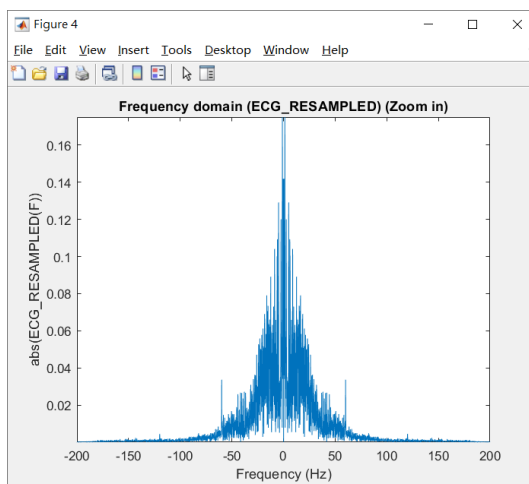 Figure 4
File Edit View Insert Tools Desktop Window Help
Frequency domain (ECG_RESAMPLED) (Zoom in)
0.16
0.14
0.12
0.1
0.08
0.06
0.04
0.02
abs(ECG_RESAMPLED(F))
-200 -150 -100 -50 0 50 100 150 200
Frequency (Hz)